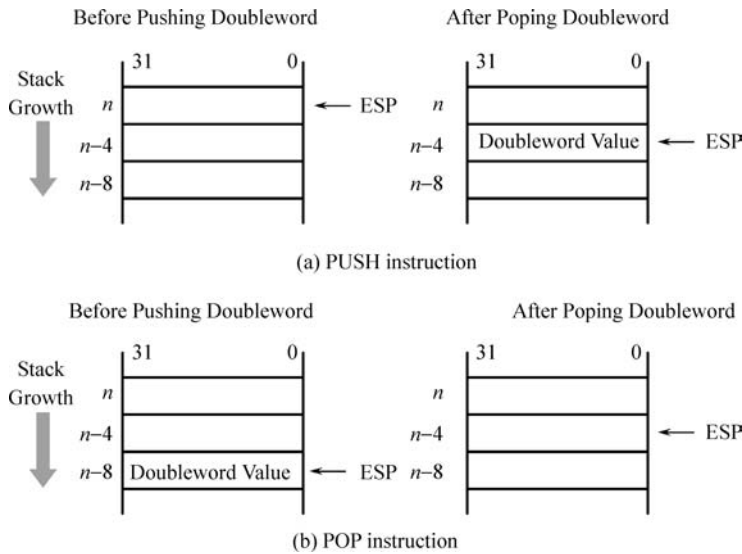 Before Pushing Doubleword
After Poping Doubleword
31 0
31 0
Stack
Growth
n
n−4
n−8
ESP
n
n−4
n−8
Doubleword Value
ESP
(a) PUSH instruction
Before Pushing Doubleword
After Poping Doubleword
31 0
31 0
Stack
Growth
n
n−4
n−8
Doubleword Value
ESP
n
n−4
n−8
ESP
(b) POP instruction